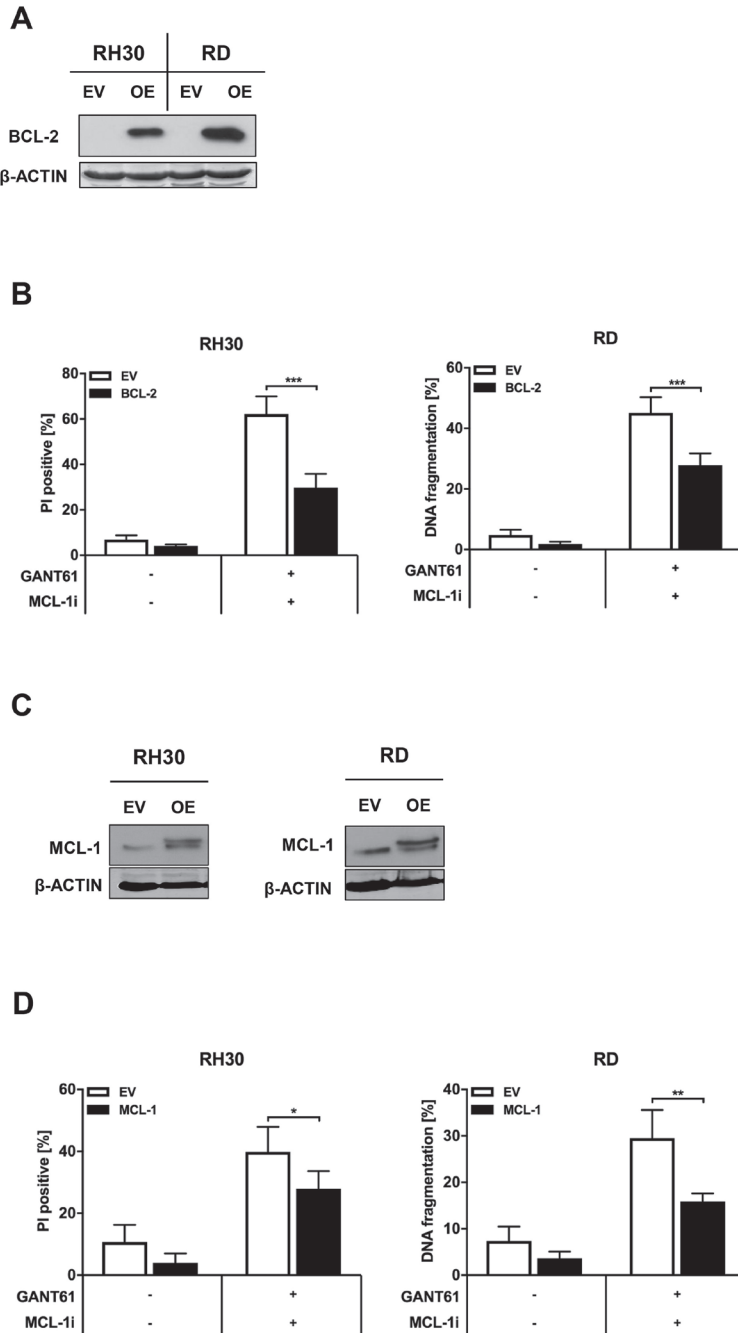 A
RH30 RD
EV OE EV OE
BCL-2
β-ACTIN
B
RH30
EV
BCL-2
***
PI positive [%]
80
60
40
20
0
GANT61 - +
MCL-1i - +
RD
EV
BCL-2
***
DNA fragmentation [%]
60
40
20
0
GANT61 - +
MCL-1i - +
C
RH30
EV OE
MCL-1
β-ACTIN
RD
EV OE
MCL-1
β-ACTIN
D
RH30
EV
MCL-1
*
PI positive [%]
60
40
20
0
GANT61 - +
MCL-1i - +
RD
EV
MCL-1
**
DNA fragmentation [%]
40
30
20
10
0
GANT61 - +
MCL-1i - +